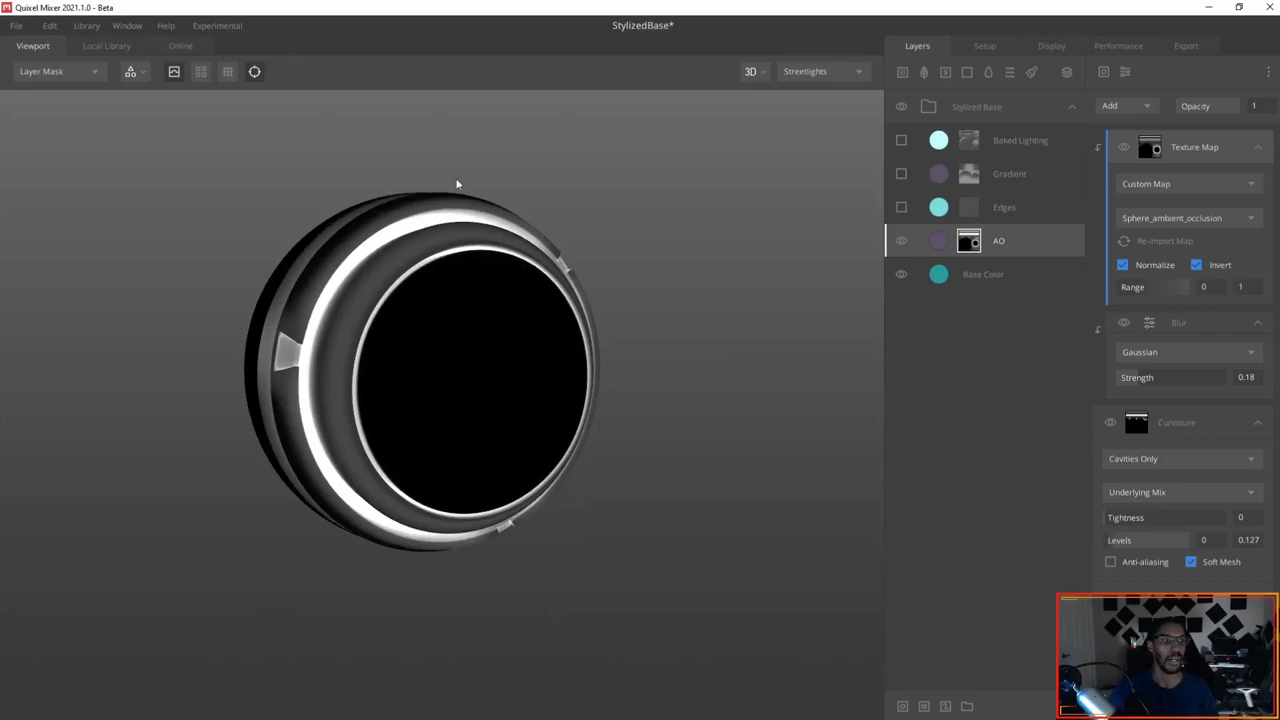 Quixel Mixer 2021.1.0 - Beta
File Edit Library Window Help Experimental
StylizedBase*
Viewport Local Library Online
Layers Setup Display Performance Export
Layer Mask
3D Streetlights
Stylized Base
Add Opacity 1
Baked Lighting
Texture Map
Gradient
Custom Map
Edges
Sphere_ambient_occlusion
AO
Re-import Map
Normalize Invert
Base Color
Range 0 1
Blur
Gaussian
Strength 0.18
Curvature
Cavities Only
Underlying Mix
Tightness 0
Levels 0 0.127
Anti-aliasing Soft Mesh